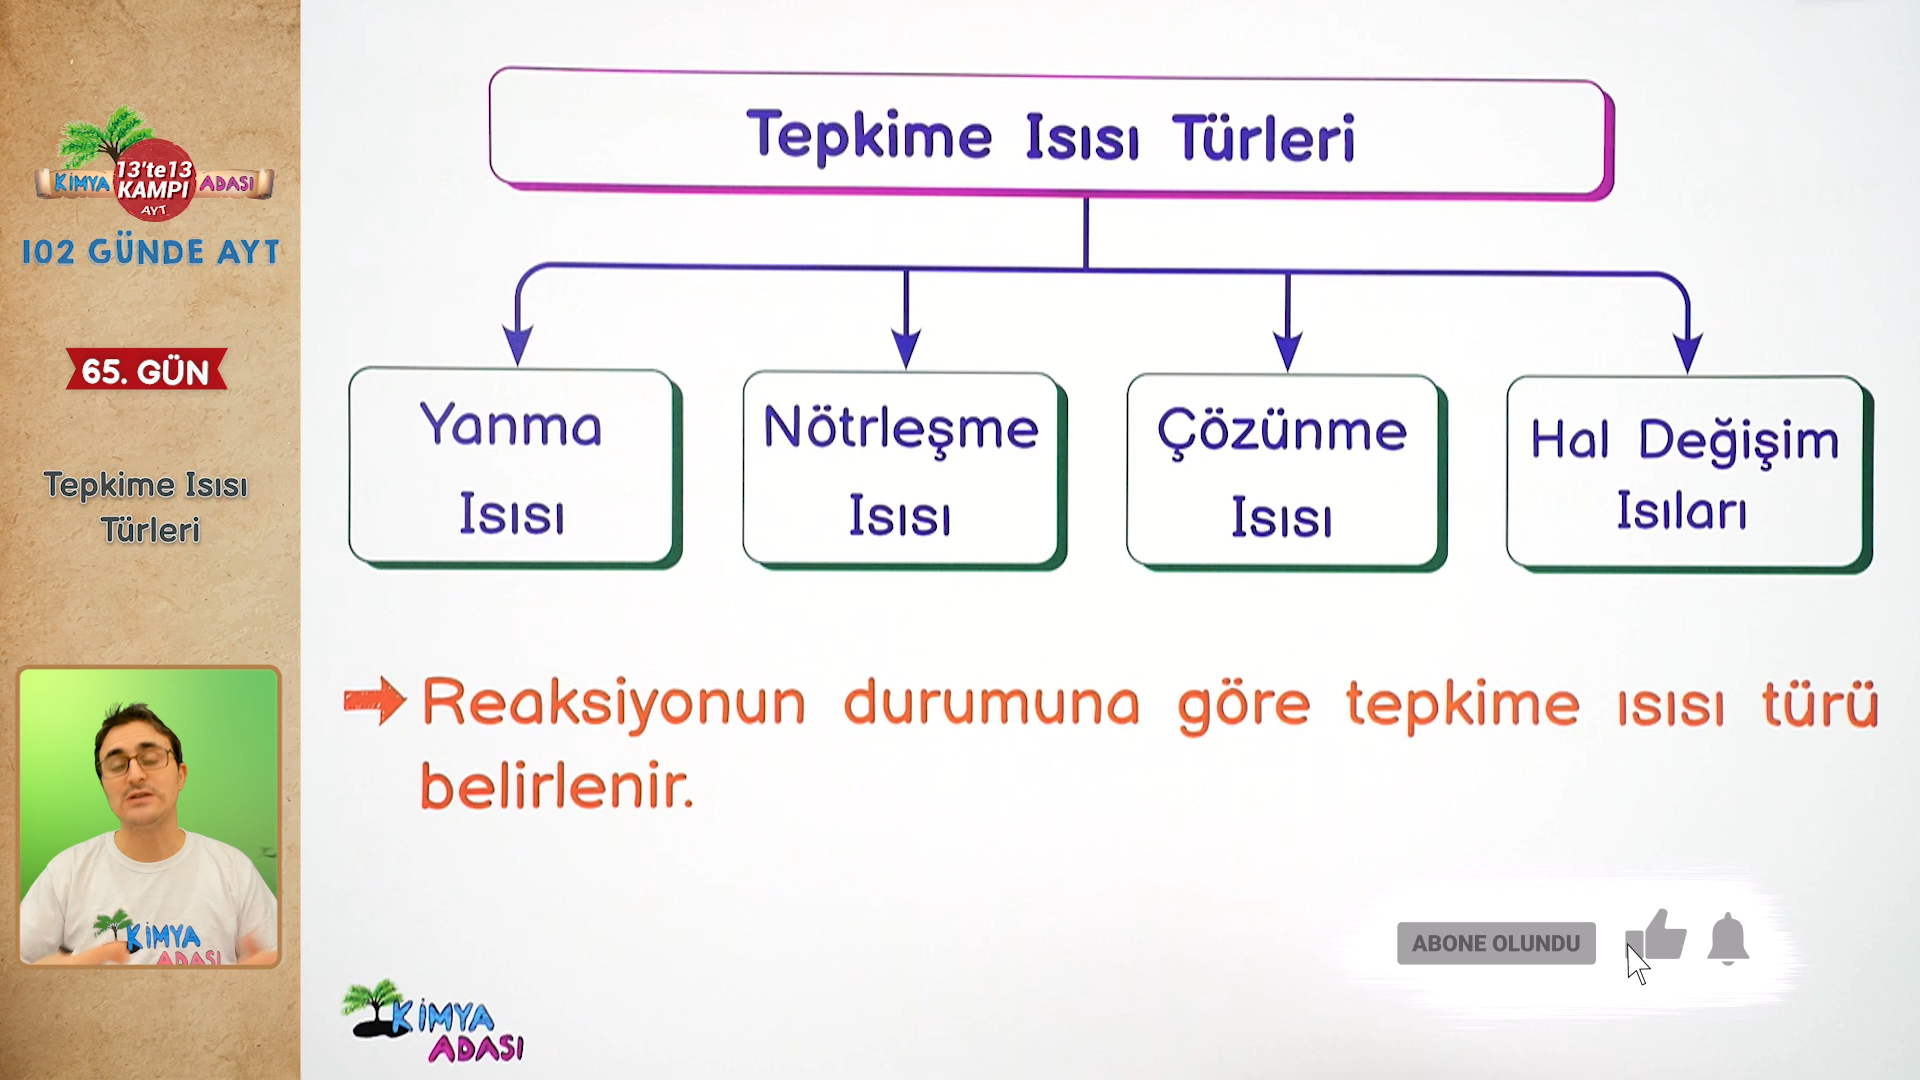 13'te13
KİMYA KAMPI ADASI
AYT
102 GÜNDE AYT
65. GÜN
Tepkime Isısı
Türleri
KİMYA
ADASI
Tepkime Isısı Türleri
Yanma
Isısı
Nötrleşme
Isısı
Çözünme
Isısı
Hal Değişim
Isıları
Reaksiyonun durumuna göre tepkime ısısı türü
belirlenir.
ABONE OLUNDU
KİMYA
ADASI